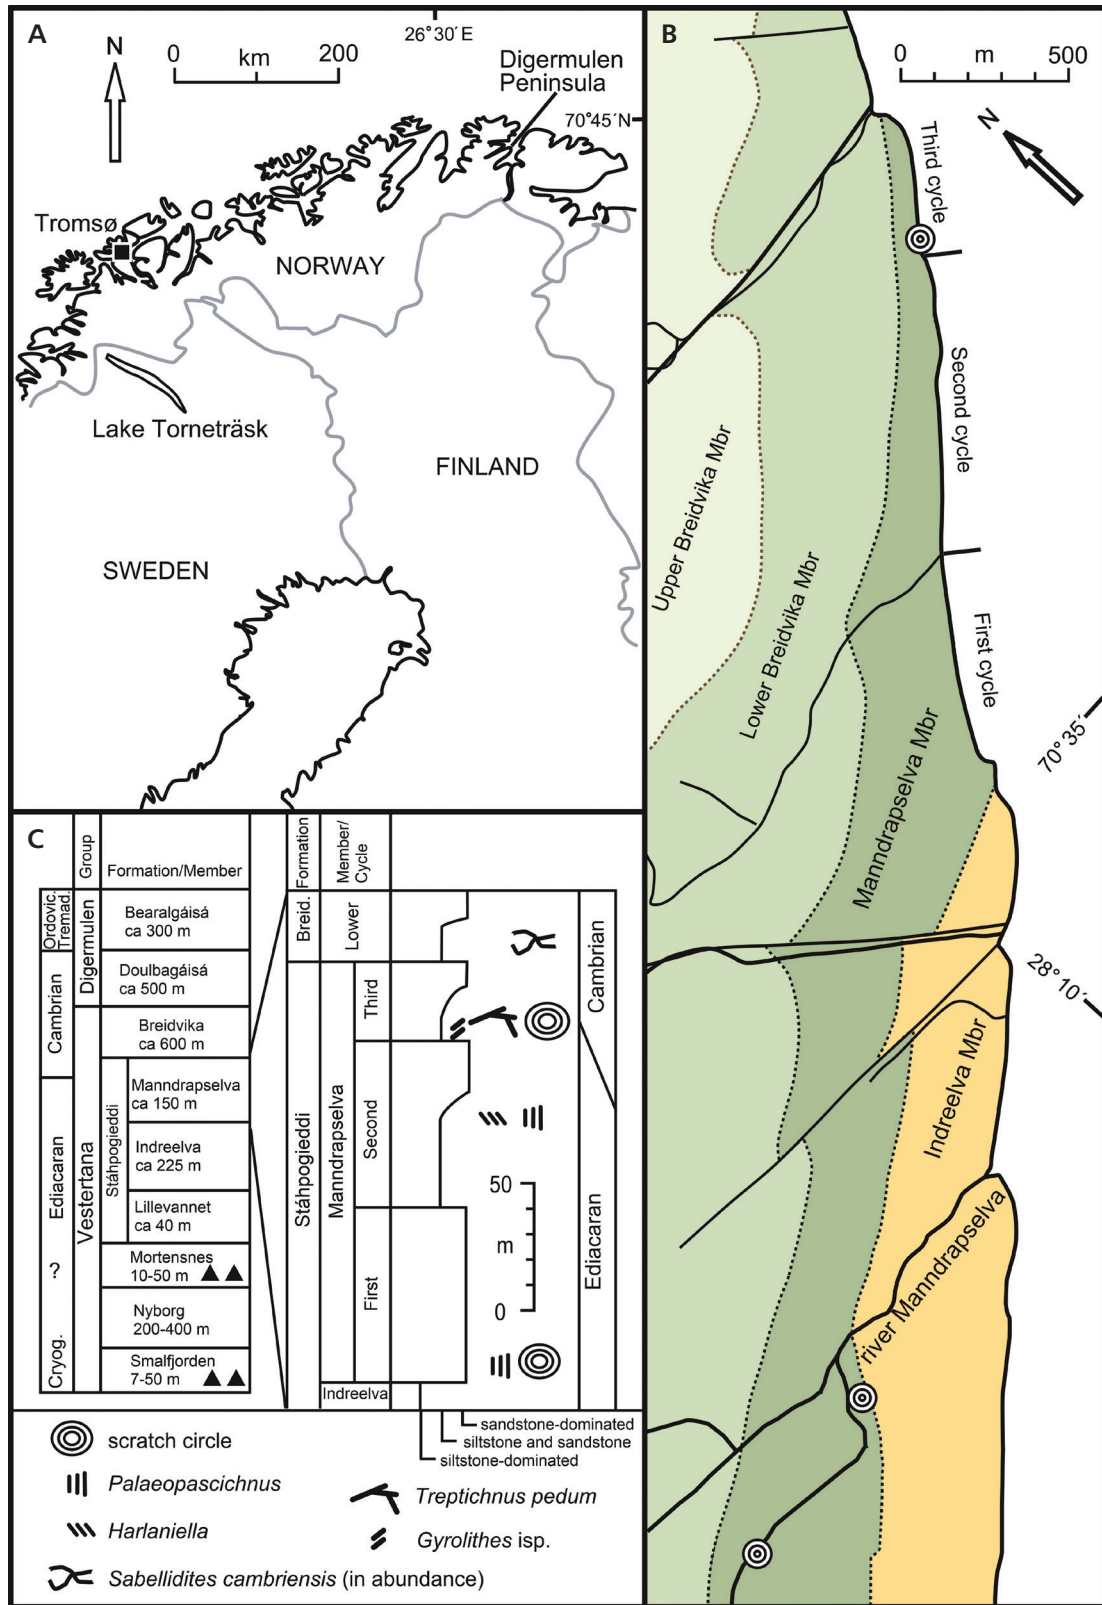 A
N
0 km 200
26°30´E
Digermulen
Peninsula
70°45´N
Tromsø
NORWAY
Lake Torneträsk
FINLAND
SWEDEN
B
0 m 500
N
Third cycle
Second cycle
First cycle
Upper Breidvika Mbr
Lower Breidvika Mbr
Manndrapselva Mbr
Indreelva Mbr
river Manndrapselva
70°35´
28°10´
C
Group
Formation/Member
Formation
Member/
Cycle
Ordovic.
Tremad.
Cambrian
Ediacaran
?
Cryog.
Digermulen
Vestertana
Stáhpogieddi
Bearalgáisá
ca 300 m
Doulbagáisá
ca 500 m
Breidvika
ca 600 m
Manndrapselva
ca 150 m
Indreelva
ca 225 m
Lillevannet
ca 40 m
Mortensnes
10-50 m
Nyborg
200-400 m
Smalfjorden
7-50 m
Breid.
Stáhpogieddi
Lower
Manndrapselva
Third
Second
First
Indreelva
50
m
0
Cambrian
Ediacaran
sandstone-dominated
siltstone and sandstone
siltstone-dominated
scratch circle
Palaeopascichnus
Harlaniella
Sabellidites cambriensis (in abundance)
Treptichnus pedum
Gyrolithes isp.